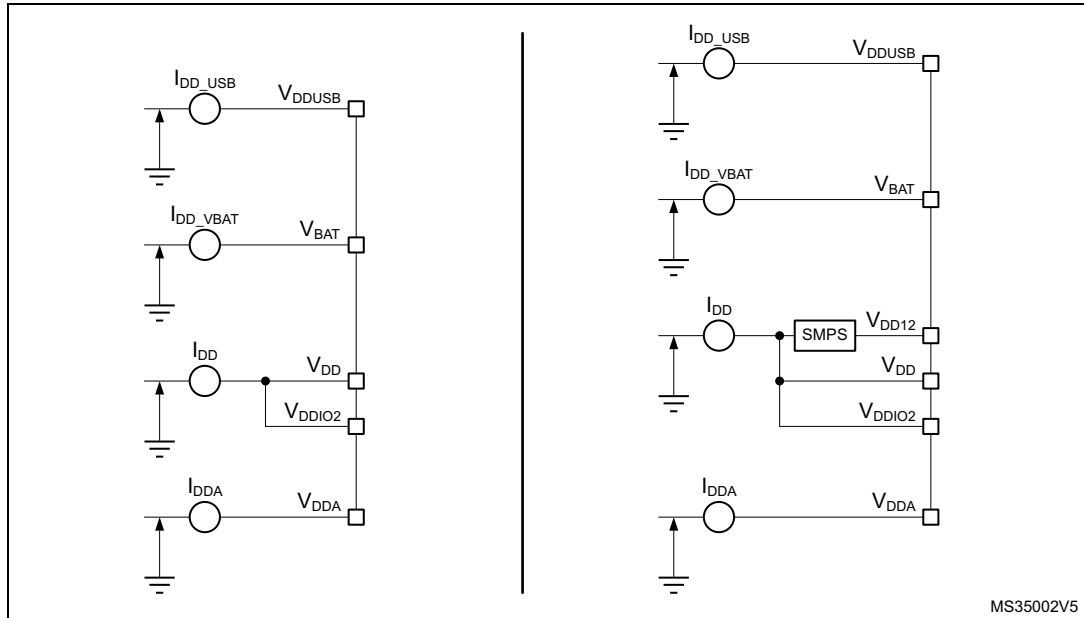 I_DD_USB
V_DDUSB
I_DD_VBAT
V_BAT
I_DD
V_DD
V_DDIO2
I_DDA
V_DDA
I_DD_USB
V_DDUSB
I_DD_VBAT
V_BAT
I_DD
SMPS
V_DD12
V_DD
V_DDIO2
I_DDA
V_DDA
MS35002V5